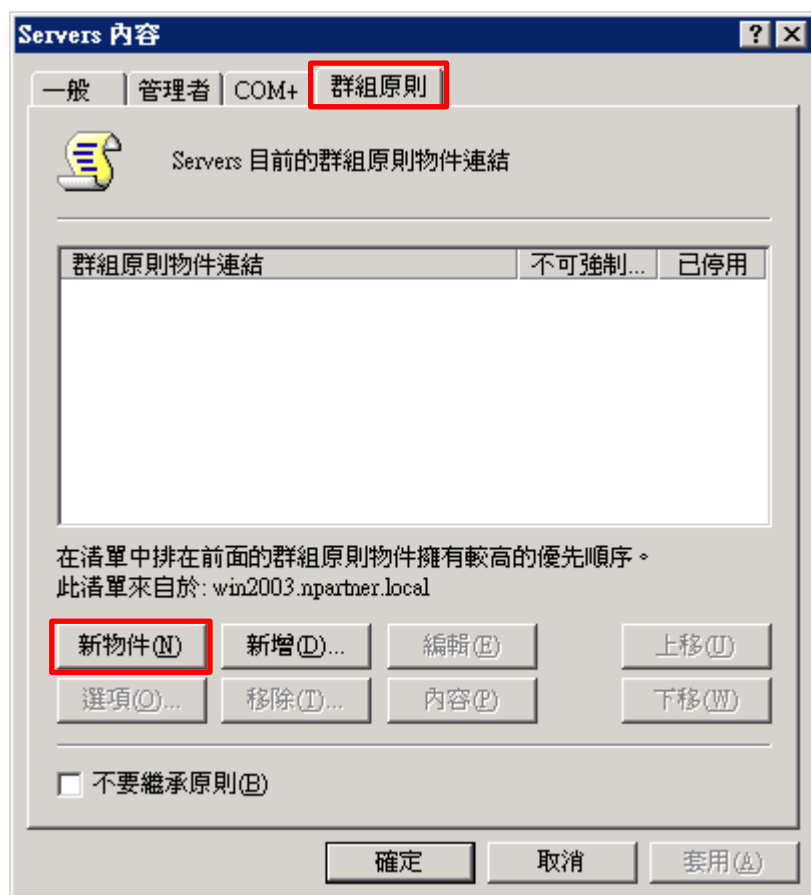 Servers 內容
一般 管理者 COM+ 群組原則
Servers 目前的群組原則物件連結
群組原則物件連結 不可強制... 已停用
在清單中排在前面的群組原則物件擁有較高的優先順序。
此清單來自於: win2003.npartner.local
新物件(N) 新增(D)... 編輯(E) 上移(U)
選項(O)... 移除(T)... 內容(P) 下移(W)
不要繼承原則(B)
確定 取消 套用(A)